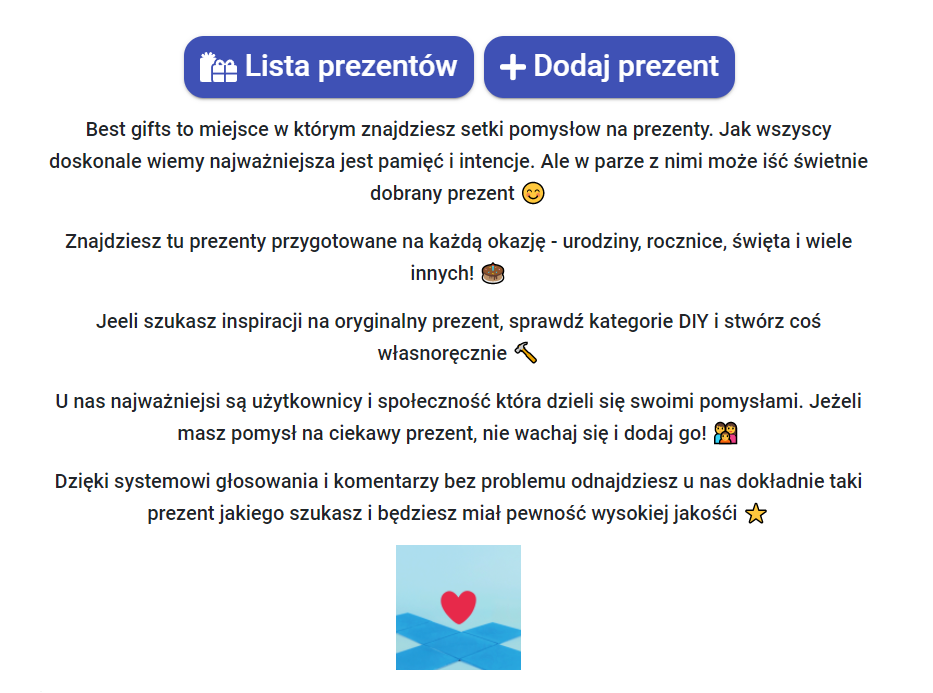 Lista prezentów
Dodaj prezent
Best gifts to miejsce w którym znajdziesz setki pomysłow na prezenty. Jak wszyscy
doskonale wiemy najważniejsza jest pamięć i intencje. Ale w parze z nimi może iść świetnie
dobrany prezent 😊
Znajdziesz tu prezenty przygotowane na każdą okazję - urodziny, rocznice, święta i wiele
innych! 🎂
Jeeli szukasz inspiracji na oryginalny prezent, sprawdź kategorie DIY i stwórz coś
własnoręcznie 🔨
U nas najważniejsi są użytkownicy i społeczność która dzieli się swoimi pomysłami. Jeżeli
masz pomysł na ciekawy prezent, nie wachaj się i dodaj go! 👨‍👩‍👧‍👦
Dzięki systemowi głosowania i komentarzy bez problemu odnajdziesz u nas dokładnie taki
prezent jakiego szukasz i będziesz miał pewność wysokiej jakośći ⭐